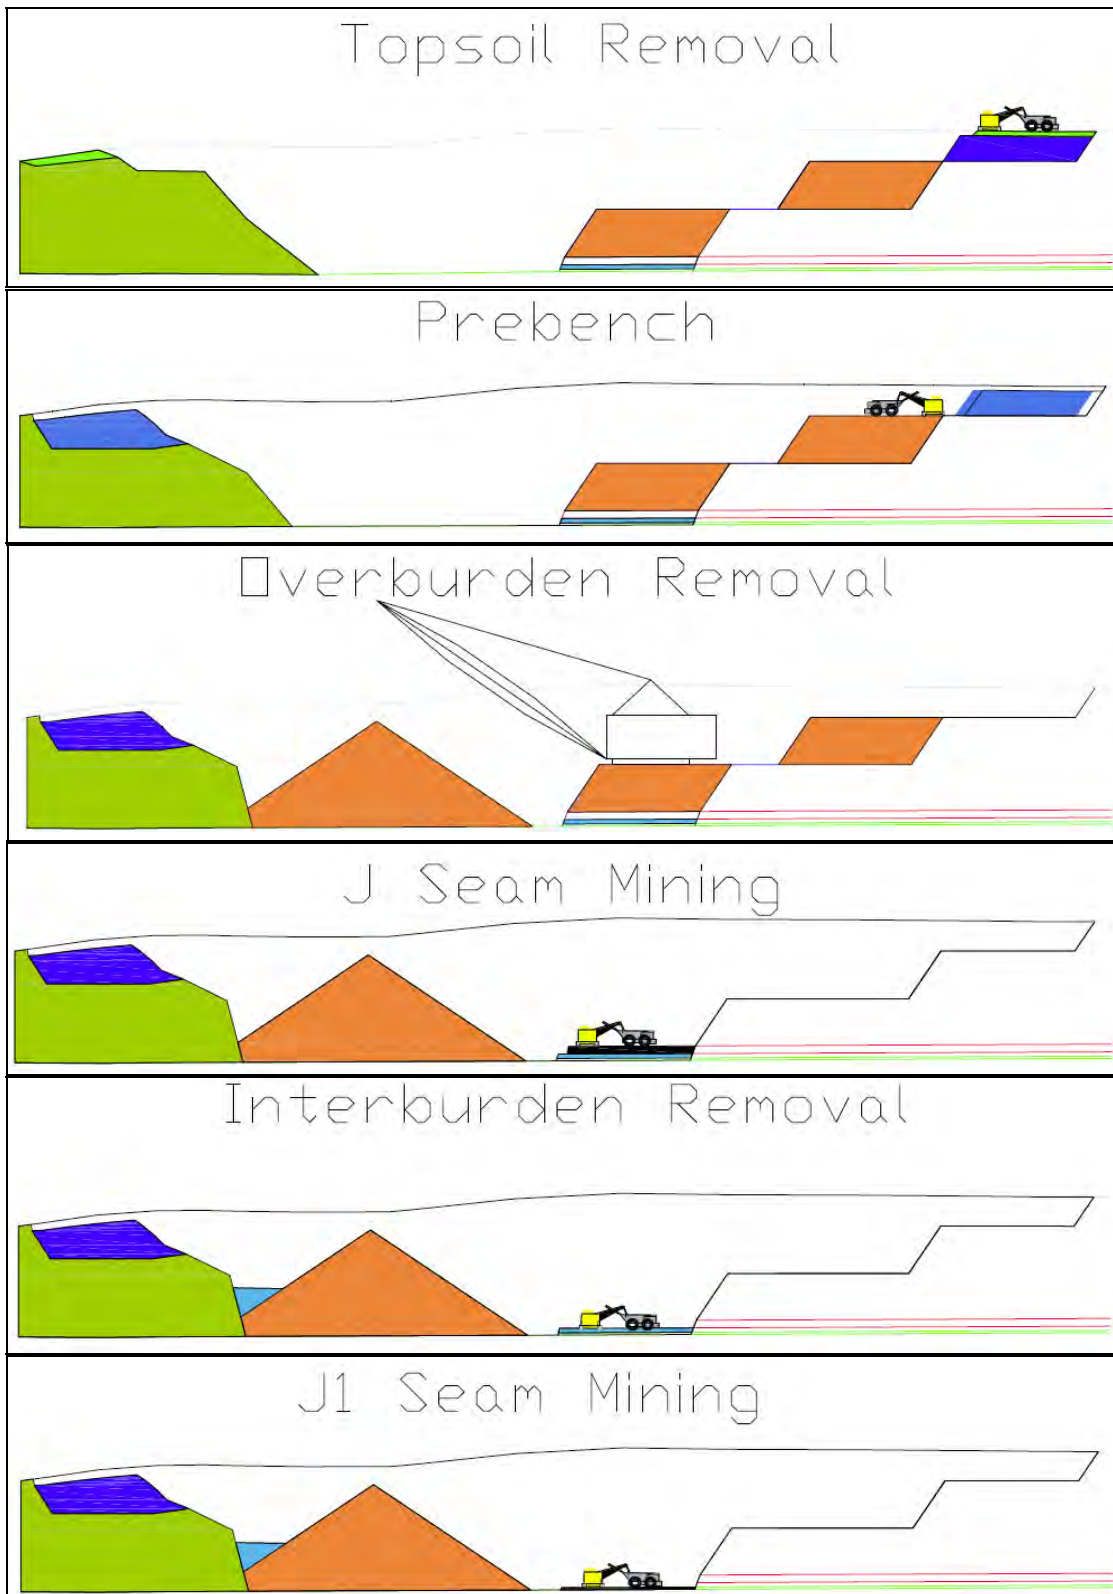 Topsoil Removal
Prebench
Overburden Removal
J Seam Mining
Interburden Removal
J1 Seam Mining